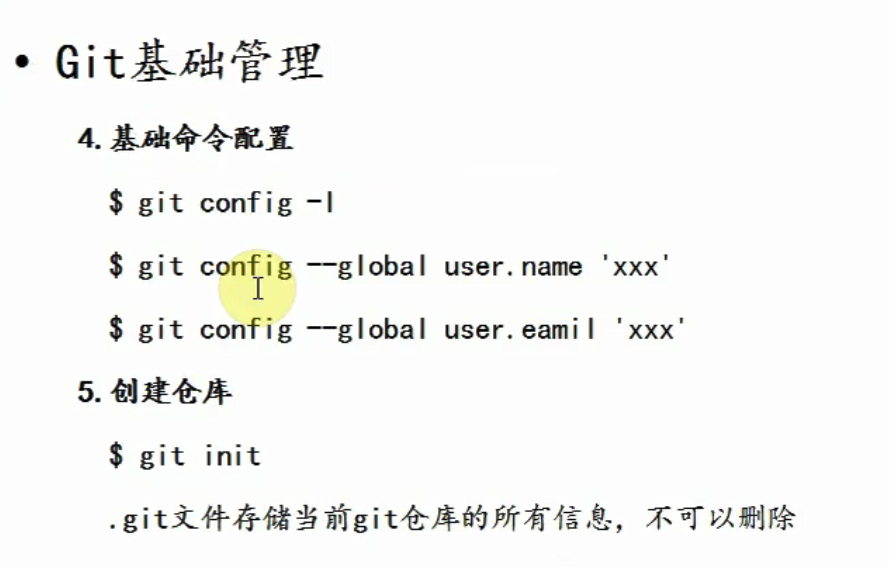 • Git基础管理
4. 基础命令配置
$ git config -l
$ git config --global user.name 'xxx'
$ git config --global user.eamil 'xxx'
5. 创建仓库
$ git init
.git文件存储当前git仓库的所有信息，不可以删除